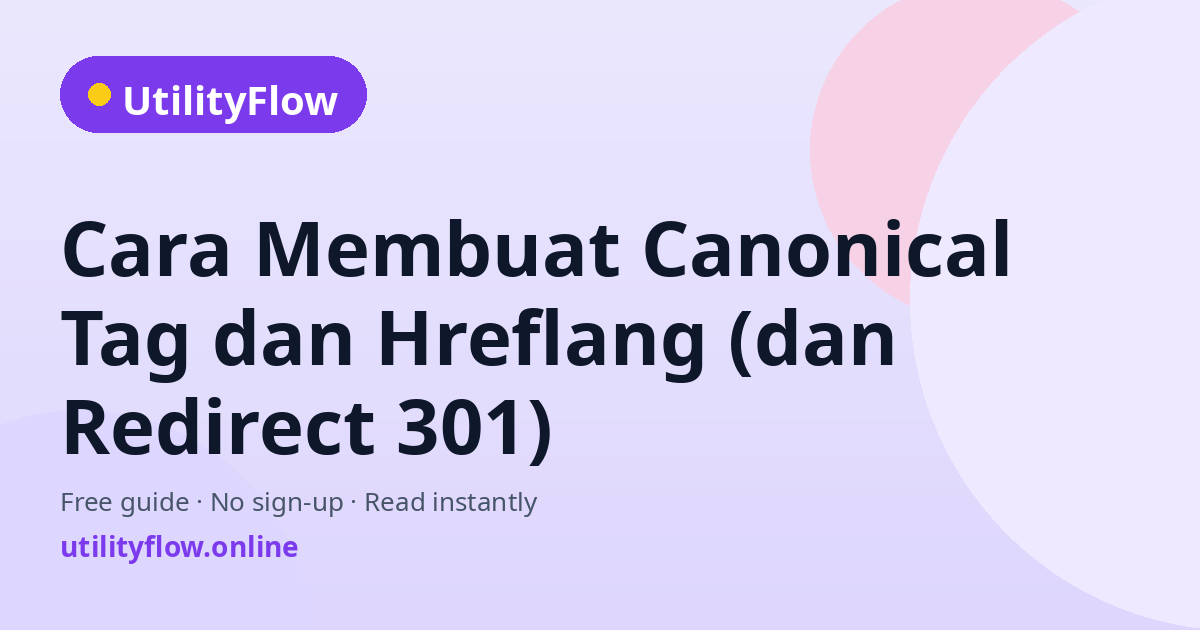 UtilityFlow
Cara Membuat Canonical
Tag dan Hreflang (dan
Redirect 301)
Free guide · No sign-up · Read instantly
utilityflow.online